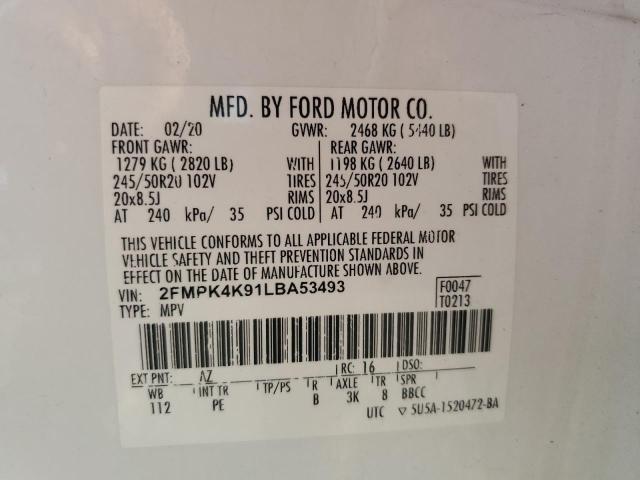 MFD. BY FORD MOTOR CO.
DATE: 02/20 GVWR: 2468 KG ( 5440 LB)
FRONT GAWR: REAR GAWR:
1279 KG ( 2820 LB) WITH 1198 KG ( 2640 LB) WITH
245/50R20 102V TIRES 245/50R20 102V TIRES
20x8.5J RIMS 20x8.5J RIMS
AT 240 kPa/ 35 PSI COLD AT 240 kPa/ 35 PSI COLD
THIS VEHICLE CONFORMS TO ALL APPLICABLE FEDERAL MOTOR
VEHICLE SAFETY AND THEFT PREVENTION STANDARDS IN
EFFECT ON THE DATE OF MANUFACTURE SHOWN ABOVE.
VIN: 2FMPK4K91LBA53493 F0047
TYPE: MPV T0213
EXT PNT: AZ RC: 16 DSO:
WB INT TR TP/PS R AXLE TR SPR
112 PE B 3K 8 BBCC
UTC ▽ 5U5A-1520472-BA